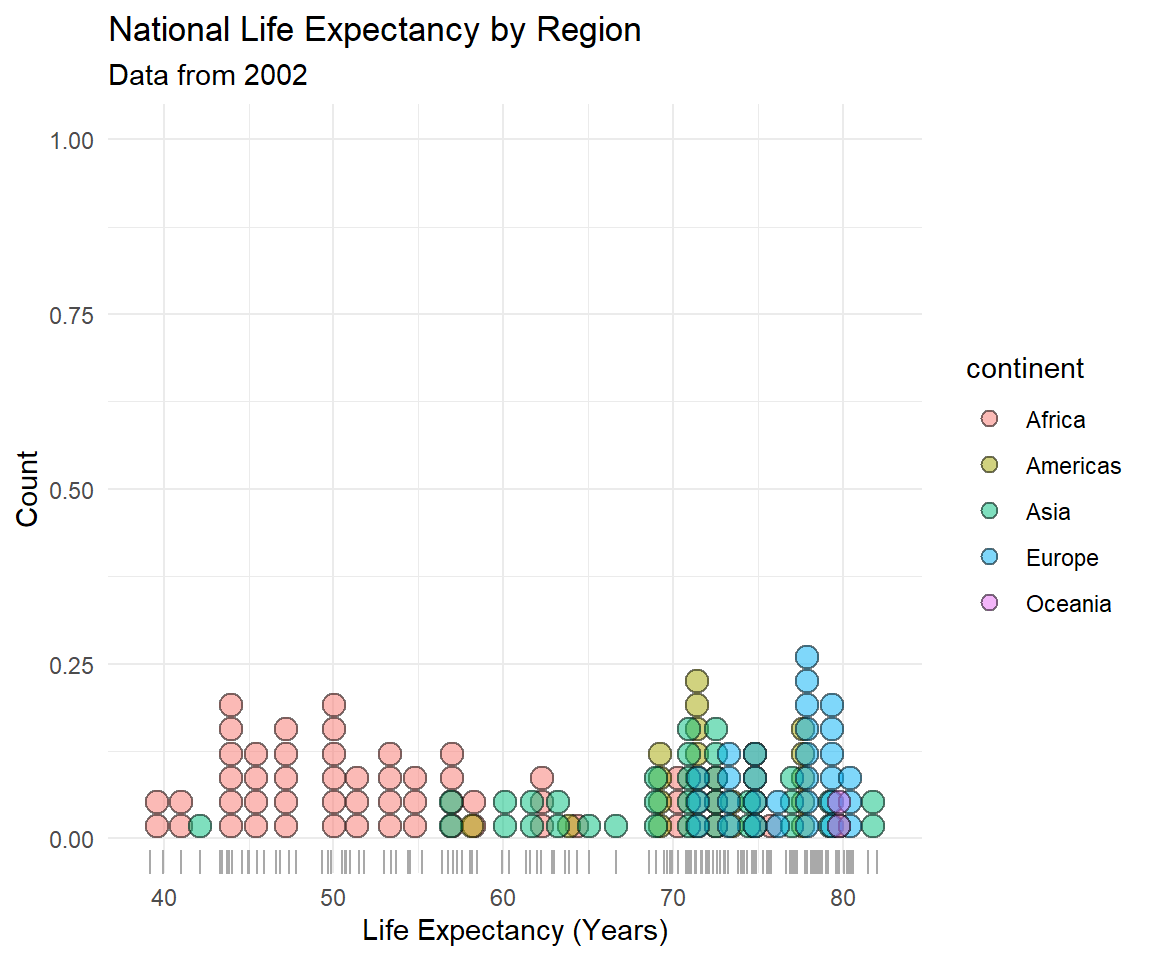 National Life Expectancy by Region
Data from 2002
1.00
0.75
0.50
0.25
0.00
Count
40 50 60 70 80
Life Expectancy (Years)
continent
Africa
Americas
Asia
Europe
Oceania